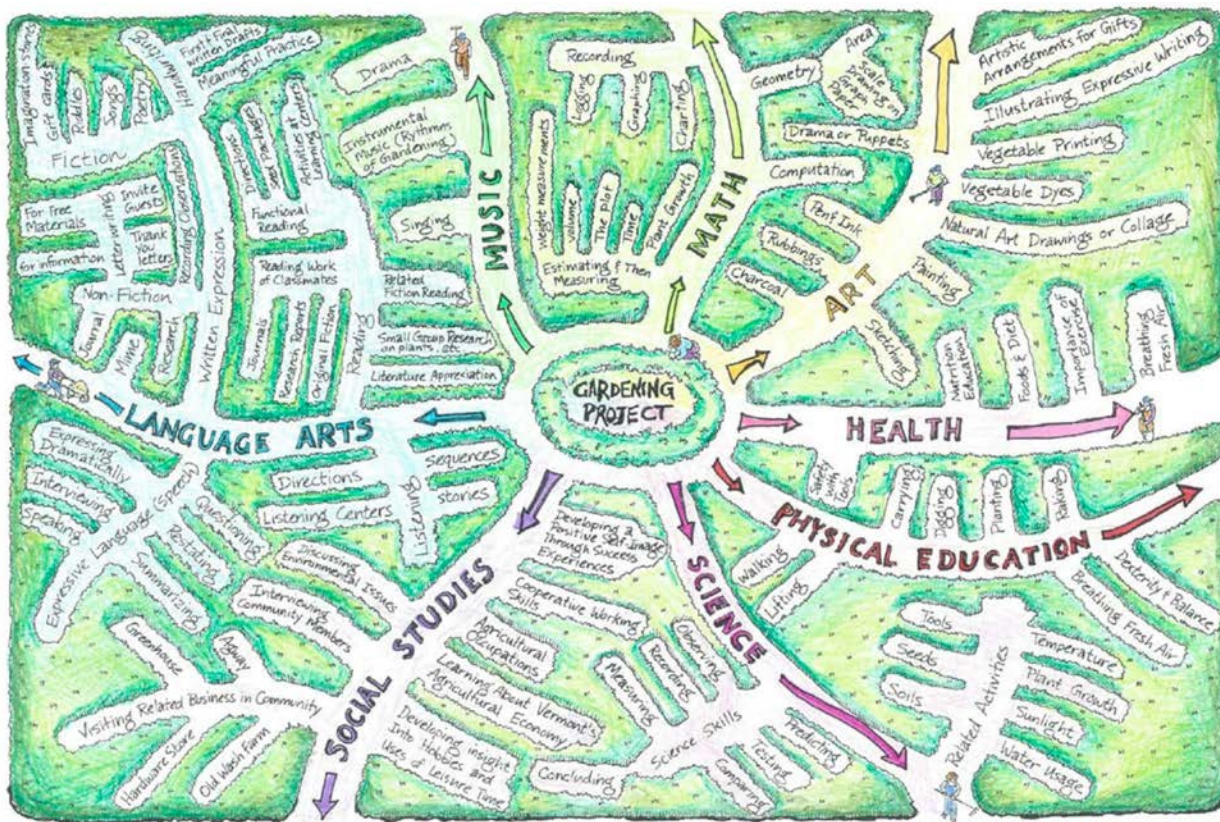 GARDENING
PROJECT
LANGUAGE ARTS
Handwriting
First & Final
Written Drafts
Meaningful Practice
Imagination Stories
Gift Cards
Riddles
Songs
Poetry
Fiction
For Free
Materials
for information
Letterwriting
Invite
Guests
Thank
You
letters
Recording Observations
Non-Fiction
Journal
Mime
Research
Written Expression
Directions
Seed Packages
Activities at
Learning Centers
Functional
Reading
Reading Work
of Classmates
Journals
Research Reports
Original Fiction
Reading
Related
Fiction Reading
Small Group Research
on plants, etc
Literature Appreciation
Expressing
Dramatically
Interviewing
Speaking
Expressive Language (Speech)
Questioning
Restating
Summarizing
Directions
Listening Centers
Listening
sequences
stories
MUSIC
Drama
Instrumental
Music (Rhythms
of Gardening)
Singing
MATH
Recording
Logging
Graphing
Charting
Weight measurements
Volume
The plot
Time
Plant Growth
Estimating & Then
Measuring
Geometry
Area
Scale
Drawing on
Graph
Paper
Computation
ART
Drama or Puppets
Pen & Ink
Rubbings
Charcoal
Artistic
Arrangements for Gifts
Illustrating Expressive Writing
Vegetable Printing
Vegetable Dyes
Natural Art Drawings or Collage
Painting
Sketching
HEALTH
Nutrition
Education
Foods & Diet
Importance of
Exercise
Breathing
Fresh Air
Safety
with
Tools
PHYSICAL EDUCATION
Carrying
Digging
Planting
Raking
Walking
Lifting
Dexterity & Balance
Breathing Fresh Air
SCIENCE
Science Skills
Measuring
Recording
Observing
Predicting
Testing
Comparing
Concluding
Related Activities
Tools
Seeds
Soils
Temperature
Plant Growth
Sunlight
Water Usage
SOCIAL STUDIES
Discussing
Environmental Issues
Interviewing
Community
Members
Visiting Related Business in Community
Greenhouse
Agway
Hardware Store
Old Wash Farm
Developing a
Positive Self-Image
Through Success
Experiences
Cooperative Working
Skills
Agricultural
Occupations
Learning About Vermont's
Agricultural Economy
Developing insight
Into Hobbies and
Uses of Leisure Time